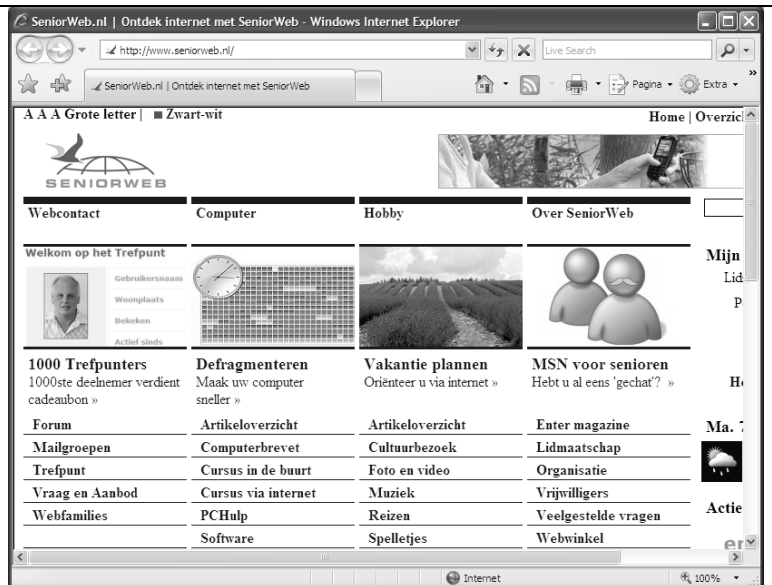 SeniorWeb.nl | Ontdek internet met SeniorWeb - Windows Internet Explorer
http://www.seniorweb.nl/
Live Search
SeniorWeb.nl | Ontdek internet met SeniorWeb
Pagina
Extra
»
A A A Grote letter | Zwart-wit
Home | Overzic
SENIORWEB
Webcontact
Computer
Hobby
Over SeniorWeb
Welkom op het Trefpunt
Gebruikersnaam
Woonplaats
Bekeken
Actief sinds
Mijn
Lid
P
1000 Trefpunters
1000ste deelnemer verdient
cadeaubon »
Defragmenteren
Maak uw computer
sneller »
Vakantie plannen
Oriënteer u via internet »
MSN voor senioren
Hebt u al eens 'gechat'? »
Forum
Mailgroepen
Trefpunt
Vraag en Aanbod
Webfamilies
Artikeloverzicht
Computerbrevet
Cursus in de buurt
Cursus via internet
PCHulp
Software
Artikeloverzicht
Cultuurbezoek
Foto en video
Muziek
Reizen
Spelletjes
Enter magazine
Lidmaatschap
Organisatie
Vrijwilligers
Veelgestelde vragen
Webwinkel
Ma. 7
Actie
Internet
100%